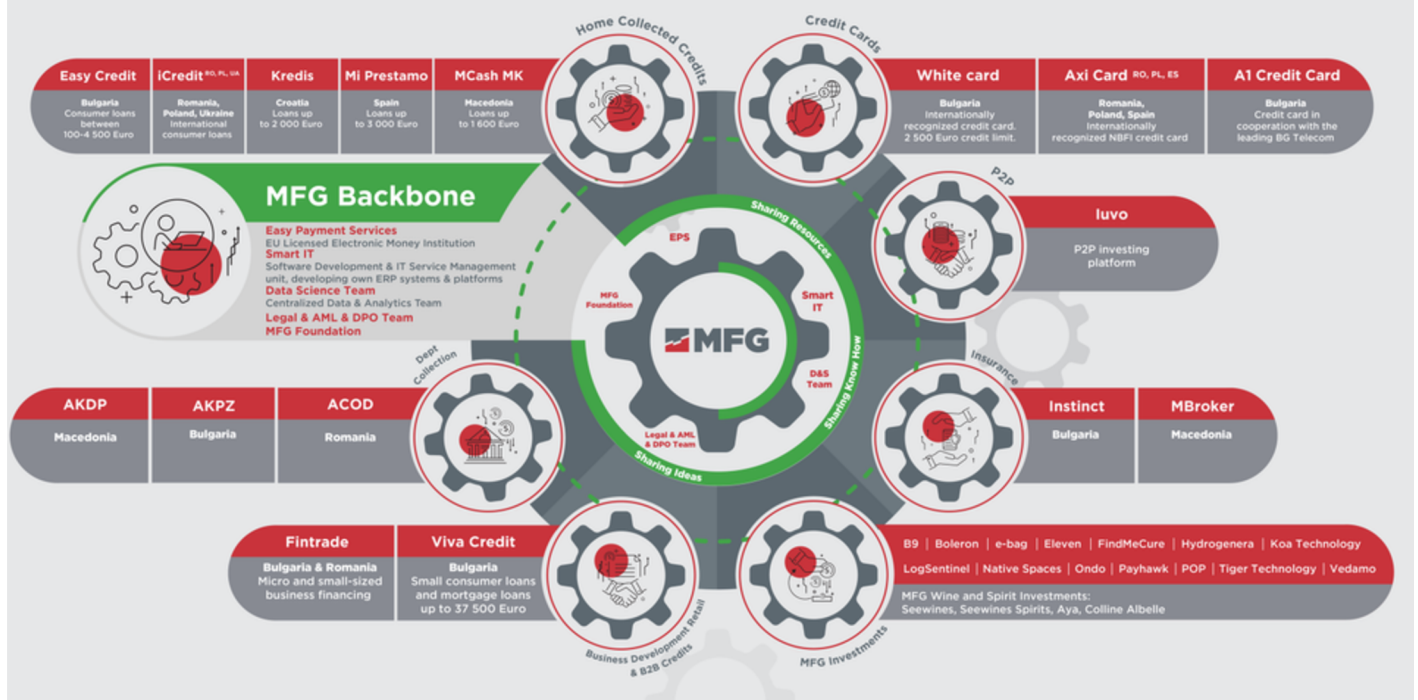 Home Collected Credits
Easy Credit
Bulgaria
Consumer loans
between
100-4 500 Euro
iCredit RO, PL, UA
Romania,
Poland, Ukraine
International
consumer loans
Kredis
Croatia
Loans up
to 2 000 Euro
Mi Prestamo
Spain
Loans up
to 3 000 Euro
MCash MK
Macedonia
Loans up
to 1 600 Euro
Credit Cards
White card
Bulgaria
Internationally
recognized credit card.
2 500 Euro credit limit.
Axi Card RO, PL, ES
Romania,
Poland, Spain
Internationally
recognized NBFI credit card
A1 Credit Card
Bulgaria
Credit card in
cooperation with the
leading BG Telecom
MFG Backbone
Easy Payment Services
EU Licensed Electronic Money Institution
Smart IT
Software Development & IT Service Management
unit, developing own ERP systems & platforms
Data Science Team
Centralized Data & Analytics Team
Legal & AML & DPO Team
MFG Foundation
P2P
Iuvo
P2P investing
platform
Sharing Resources
Sharing Know How
Sharing Ideas
EPS
MFG
Foundation
Smart
IT
MFG
D&S
Team
Legal & AML
& DPO Team
Dept
Collection
AKDP
Macedonia
AKPZ
Bulgaria
ACOD
Romania
Insurance
Instinct
Bulgaria
MBroker
Macedonia
Fintrade
Bulgaria & Romania
Micro and small-sized
business financing
Viva Credit
Bulgaria
Small consumer loans
and mortgage loans
up to 37 500 Euro
Business Development Retail
& B2B Credits
MFG Investments
B9 | Boleron | e-bag | Eleven | FindMeCure | Hydrogenera | Koa Technology
LogSentinel | Native Spaces | Ondo | Payhawk | POP | Tiger Technology | Vedamo
MFG Wine and Spirit Investments:
Seewines, Seewines Spirits, Aya, Colline Albelle